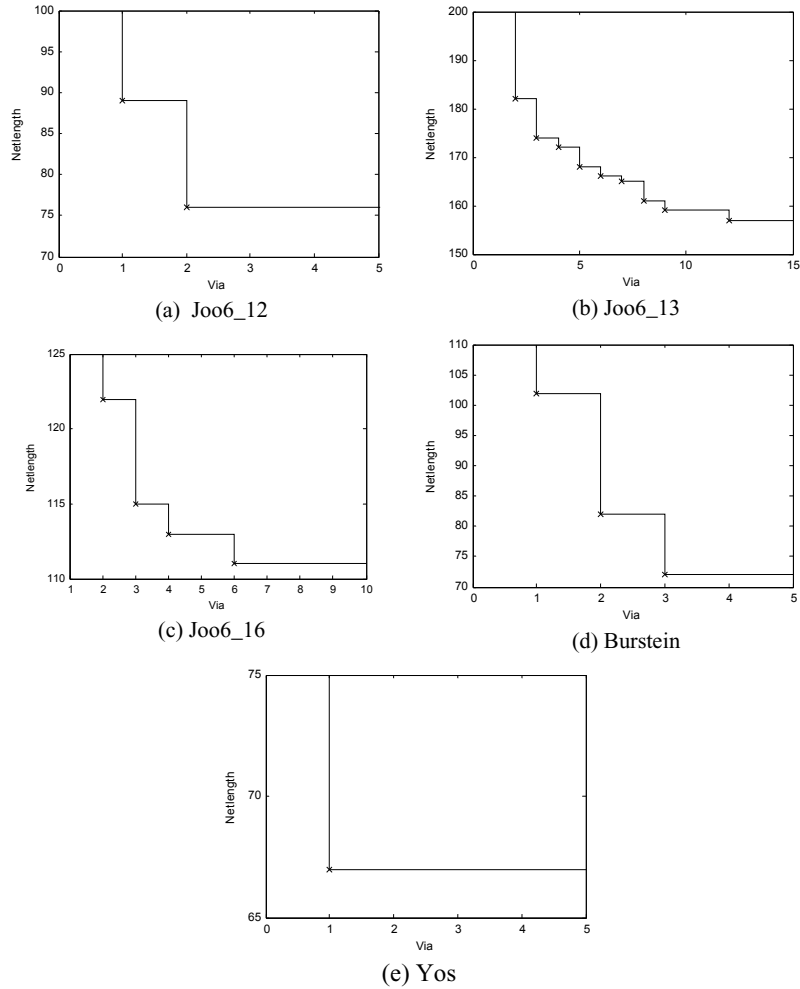 100
95
90
85
80
75
70
Netlength
0 1 2 3 4 5
Via
(a) Joo6_12
200
190
180
170
160
150
Netlength
0 5 10 15
Via
(b) Joo6_13
125
120
115
110
Netlength
1 2 3 4 5 6 7 8 9 10
Via
(c) Joo6_16
110
105
100
95
90
85
80
75
70
Netlength
0 1 2 3 4 5
Via
(d) Burstein
75
70
65
Netlength
0 1 2 3 4 5
Via
(e) Yos